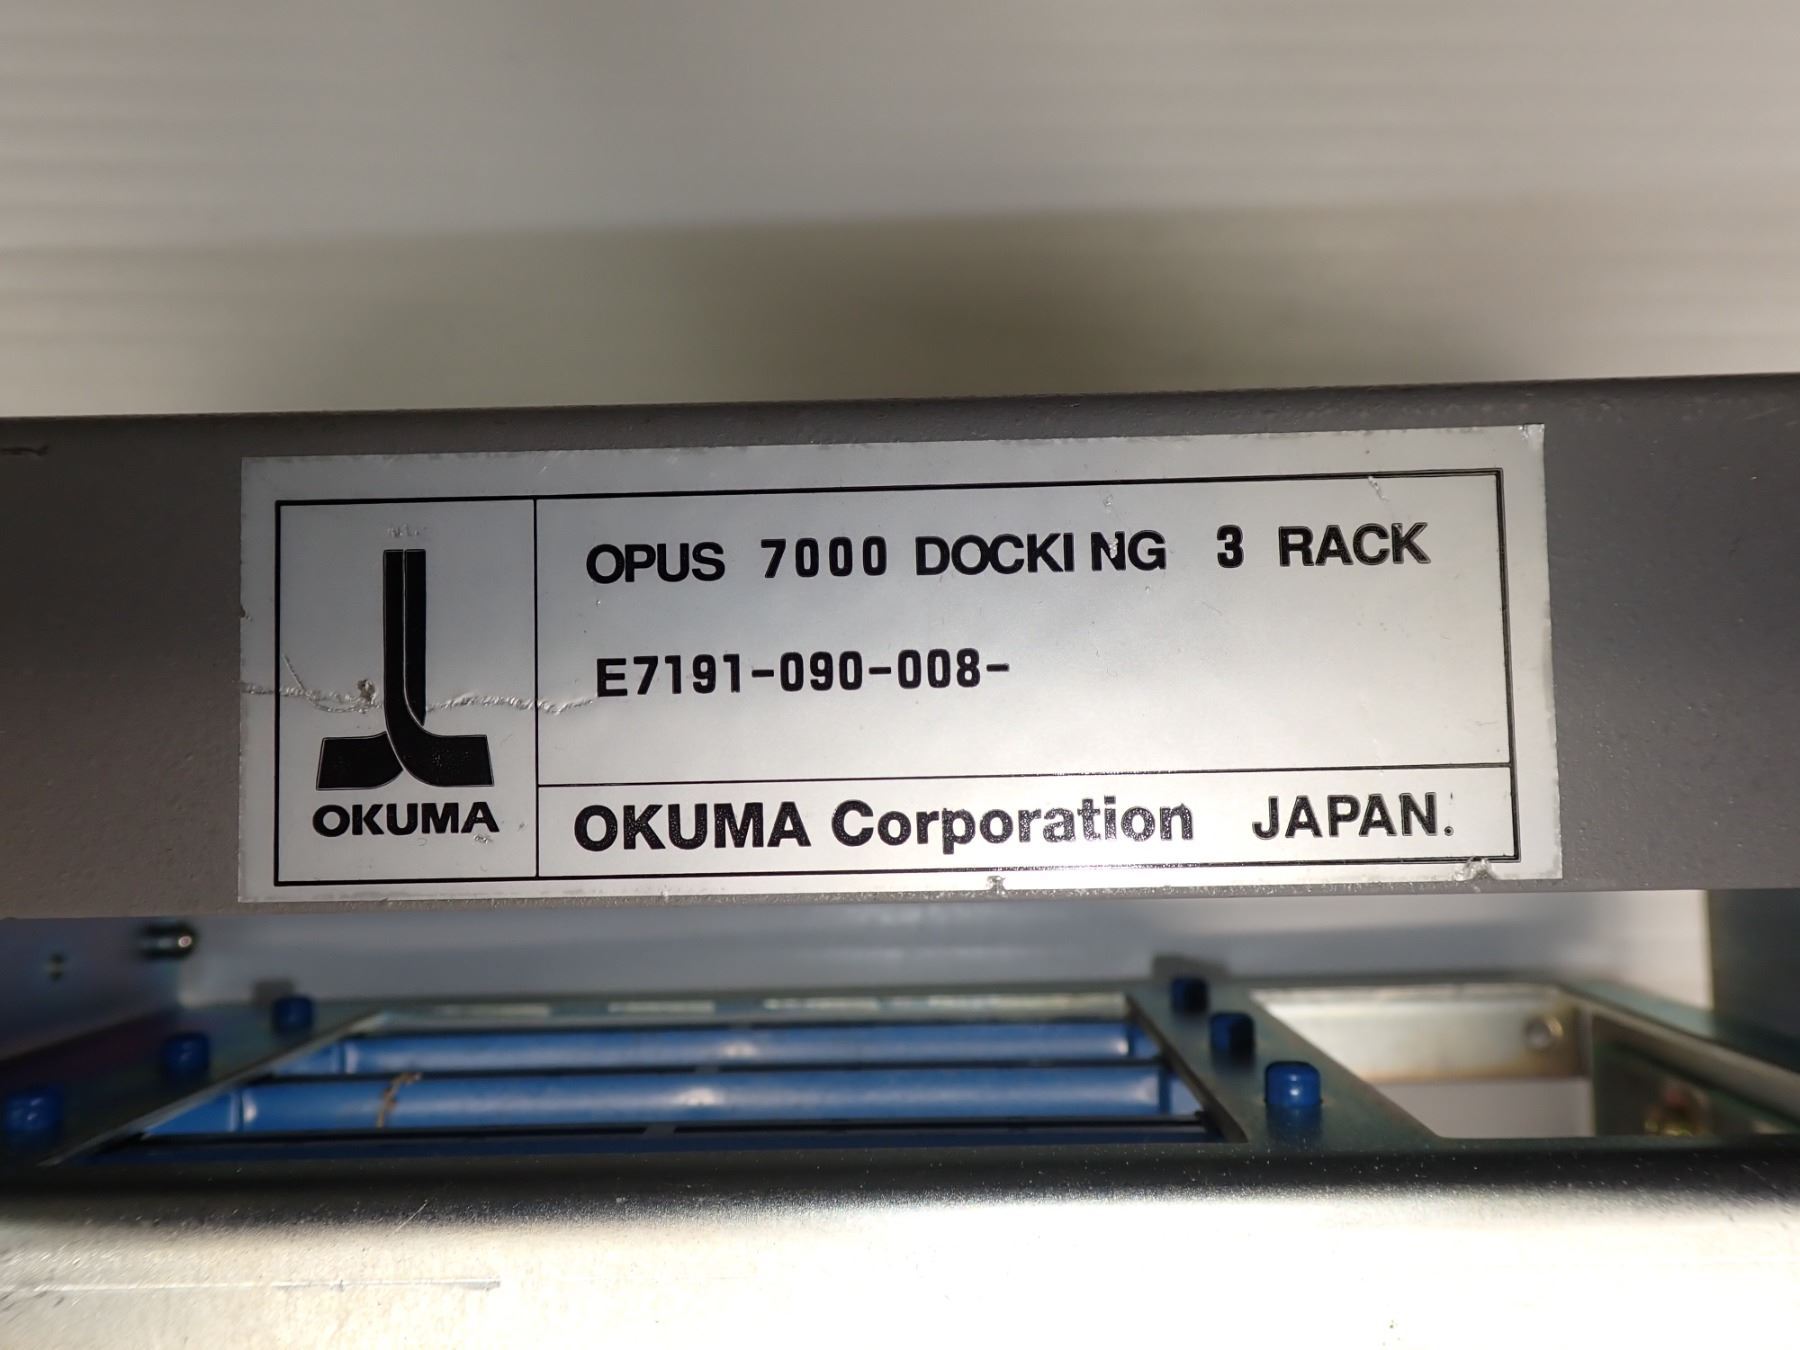 OPUS 7000 DOCKING 3 RACK
E7191-090-008-
OKUMA
OKUMA Corporation JAPAN.